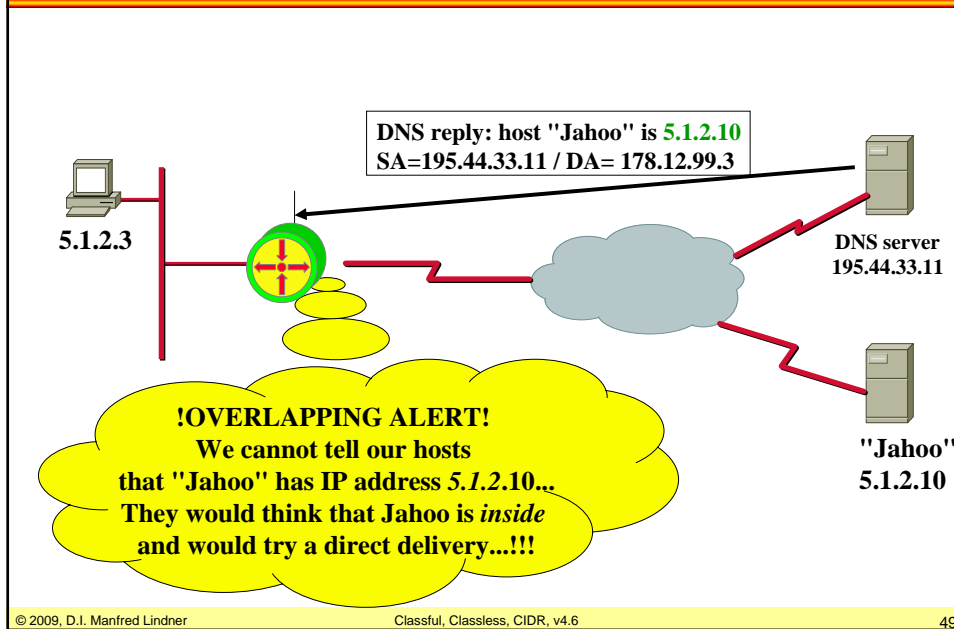 DNS reply: host "Jahoo" is 5.1.2.10
SA=195.44.33.11 / DA= 178.12.99.3
5.1.2.3
DNS server
195.44.33.11
"Jahoo"
5.1.2.10
!OVERLAPPING ALERT!
We cannot tell our hosts
that "Jahoo" has IP address 5.1.2.10...
They would think that Jahoo is inside
and would try a direct delivery...!!!
© 2009, D.I. Manfred Lindner
Classful, Classless, CIDR, v4.6
49